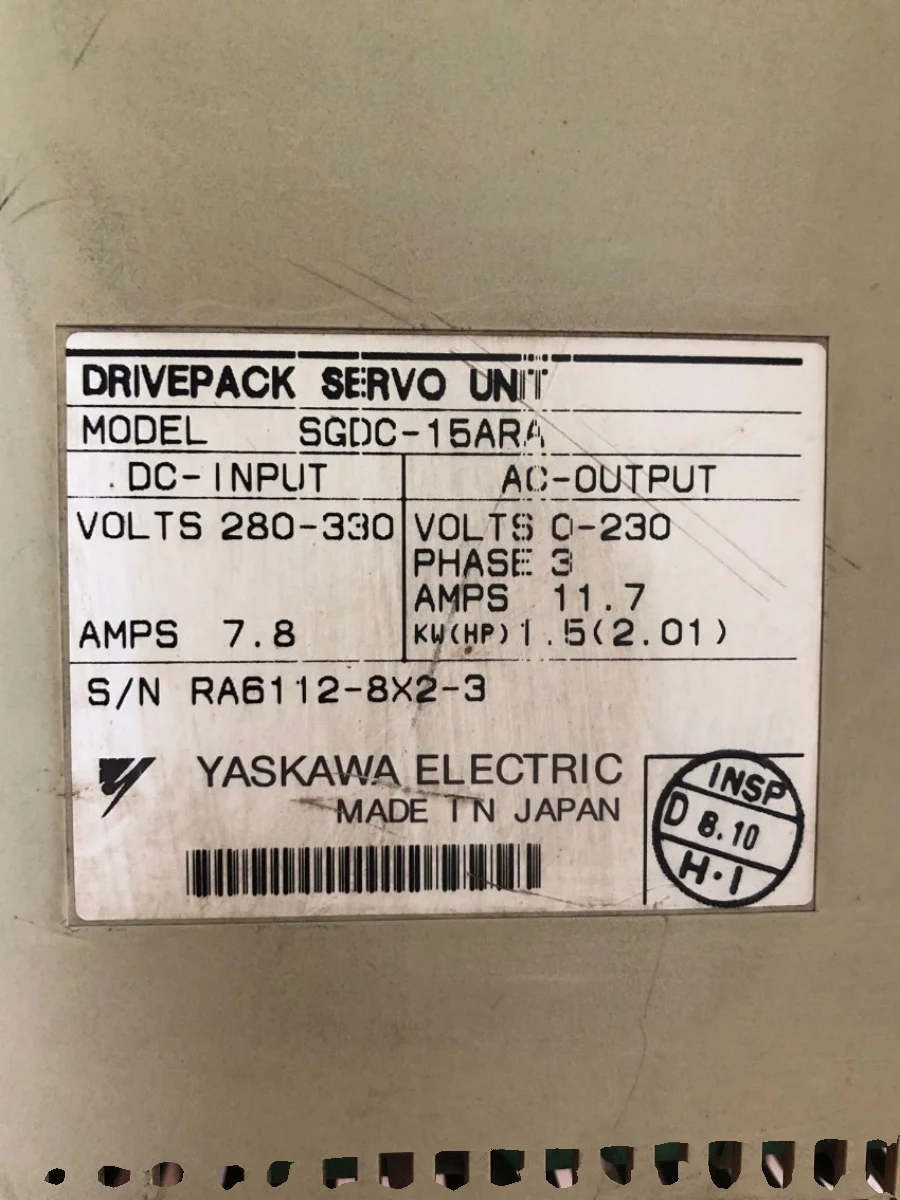 DRIVEPACK SERVO UNIT
MODEL SGDC-15ARA
DC-INPUT AC-OUTPUT
VOLTS 280-330 VOLTS 0-230
PHASE 3
AMPS 11.7
AMPS 7.8 KW(HP) 1.5(2.01)
S/N RA6112-8X2-3
YASKAWA ELECTRIC
MADE IN JAPAN
INSP
D 8.10
H·I